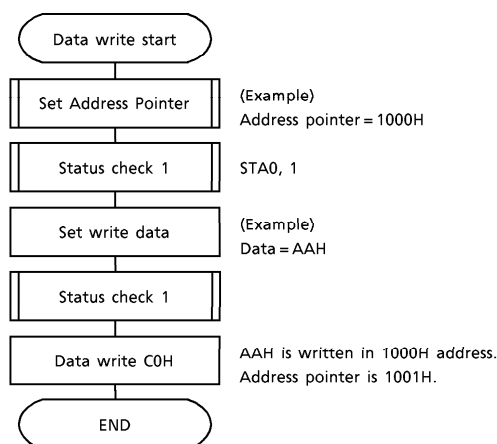 Data write start
Set Address Pointer
(Example)
Address pointer = 1000H
Status check 1
STA0, 1
Set write data
(Example)
Data = AAH
Status check 1
Data write C0H
AAH is written in 1000H address.
Address pointer is 1001H.
END